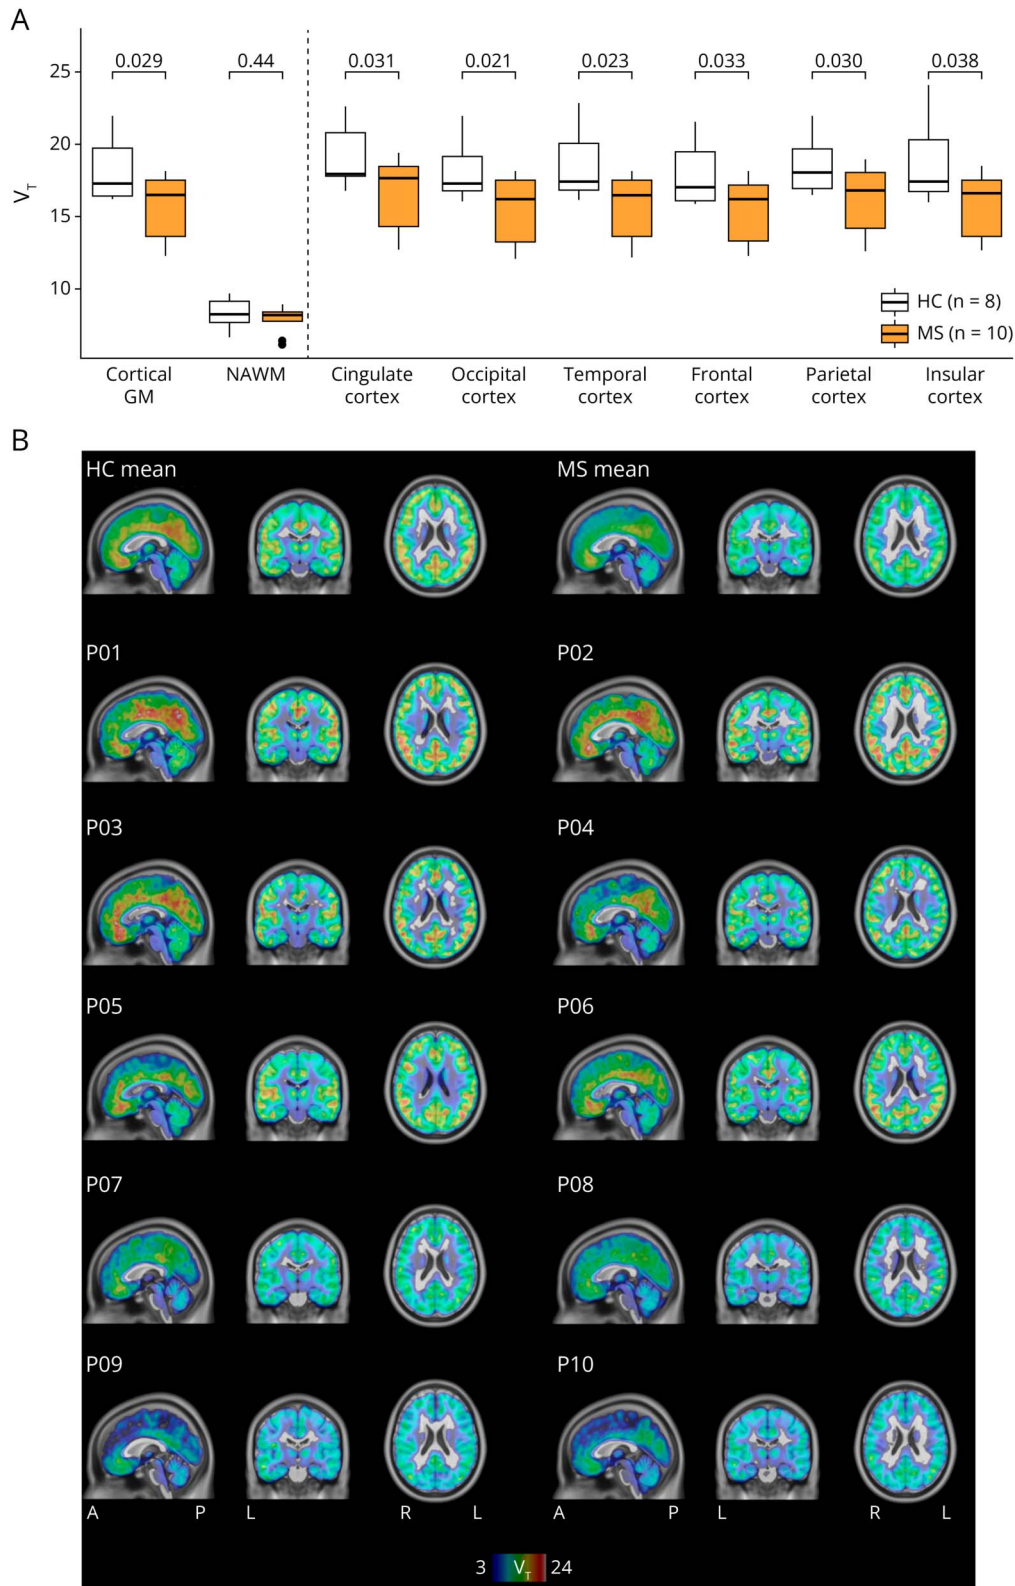 A
0.029 0.44 0.031 0.021 0.023 0.033 0.030 0.038
25
20
15
10
V_T
HC (n = 8)
MS (n = 10)
Cortical GM
NAWM
Cingulate cortex
Occipital cortex
Temporal cortex
Frontal cortex
Parietal cortex
Insular cortex
B
HC mean MS mean
P01 P02
P03 P04
P05 P06
P07 P08
P09 P10
A P L R L A P L R L
3 V_T 24